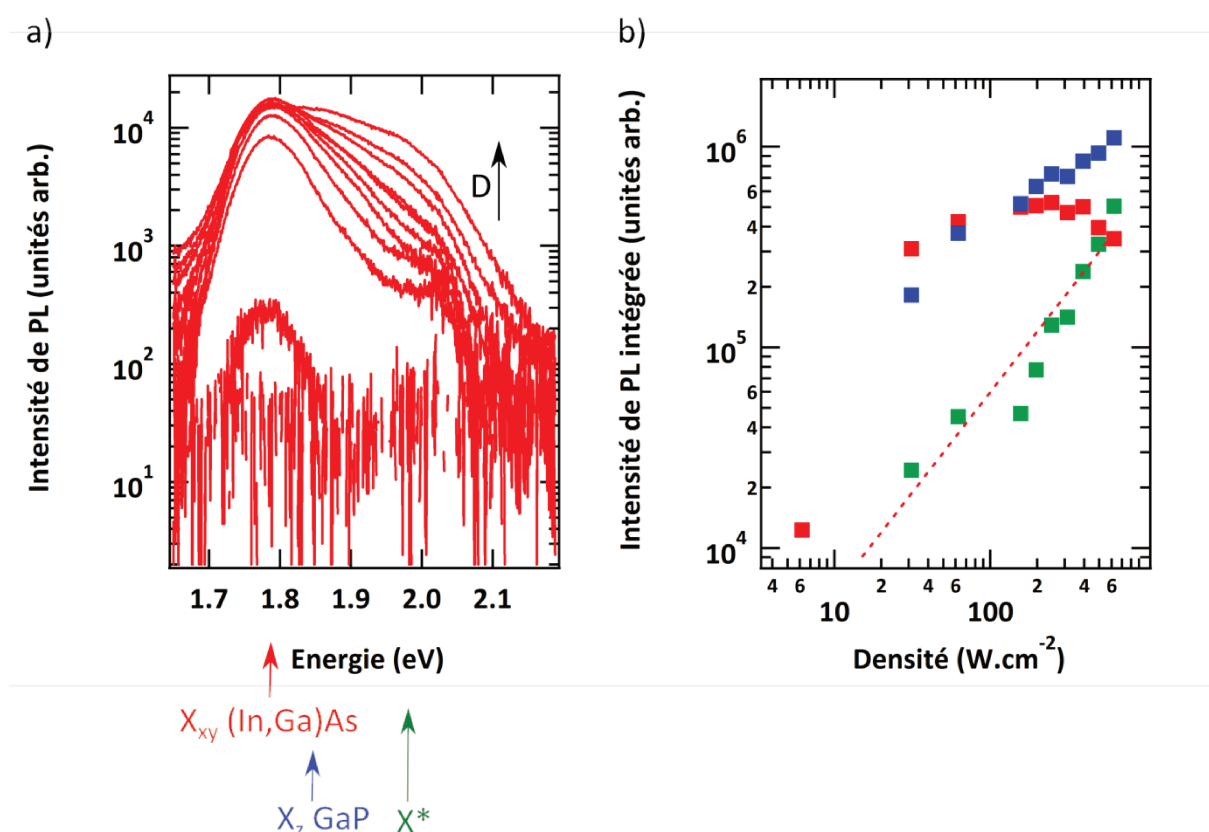 a)
Intensité de PL (unités arb.)
10^4
10^3
10^2
10^1
D
1.7 1.8 1.9 2.0 2.1
Energie (eV)
X_xy (In,Ga)As
X_z GaP
X*
b)
Intensité de PL intégrée (unités arb.)
10^6
6
4
2
10^5
6
4
2
10^4
4 6 10 2 4 6 100 2 4 6
Densité (W.cm^-2)